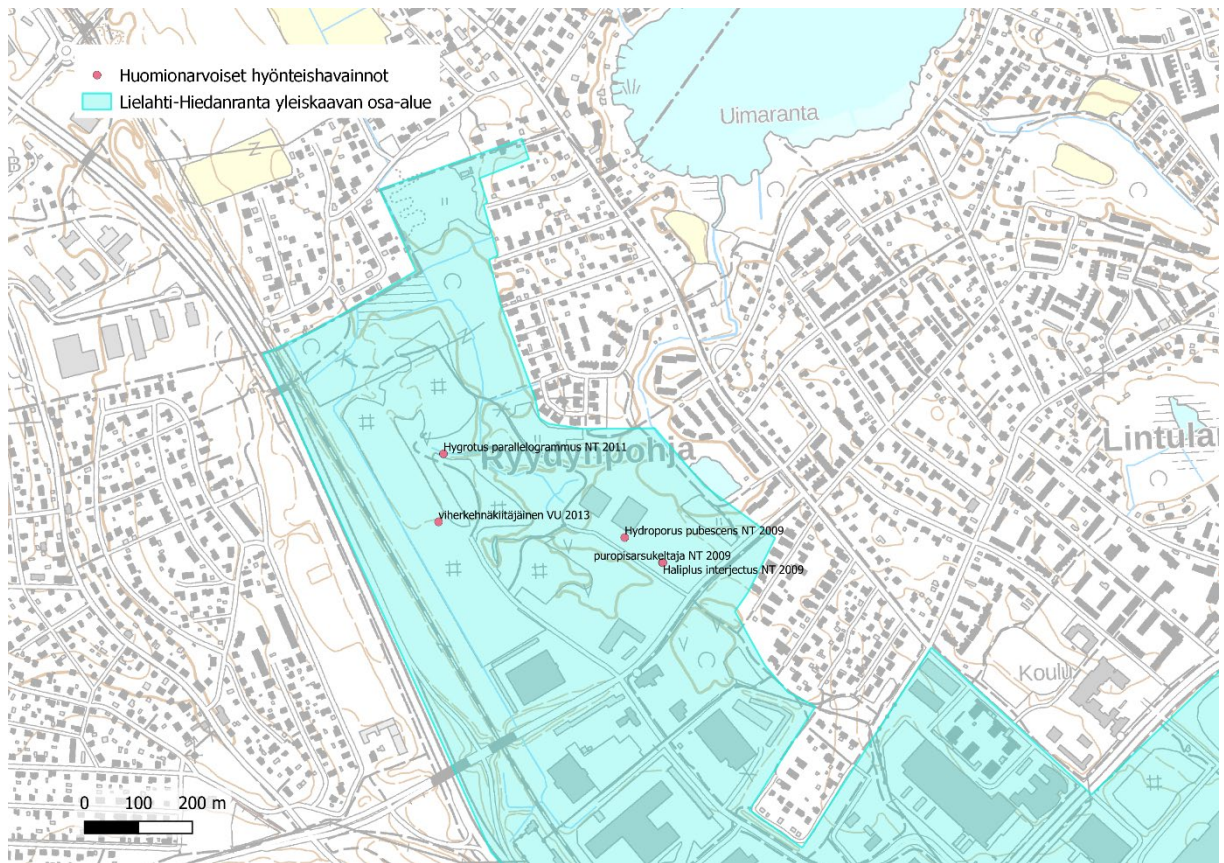 Huomionarvoiset hyönteishavainnot
Lielahti-Hiedanranta yleiskaavan osa-alue
Uimaranta
Lintula
Hygrotus parallelogrammus NT 2011
Ryydynpohja
viherkehnäkiitäjäinen VU 2013
Hydroporus pubescens NT 2009
puropisarsukeltaja NT 2009
Haliplus interjectus NT 2009
Koulu
0 100 200 m